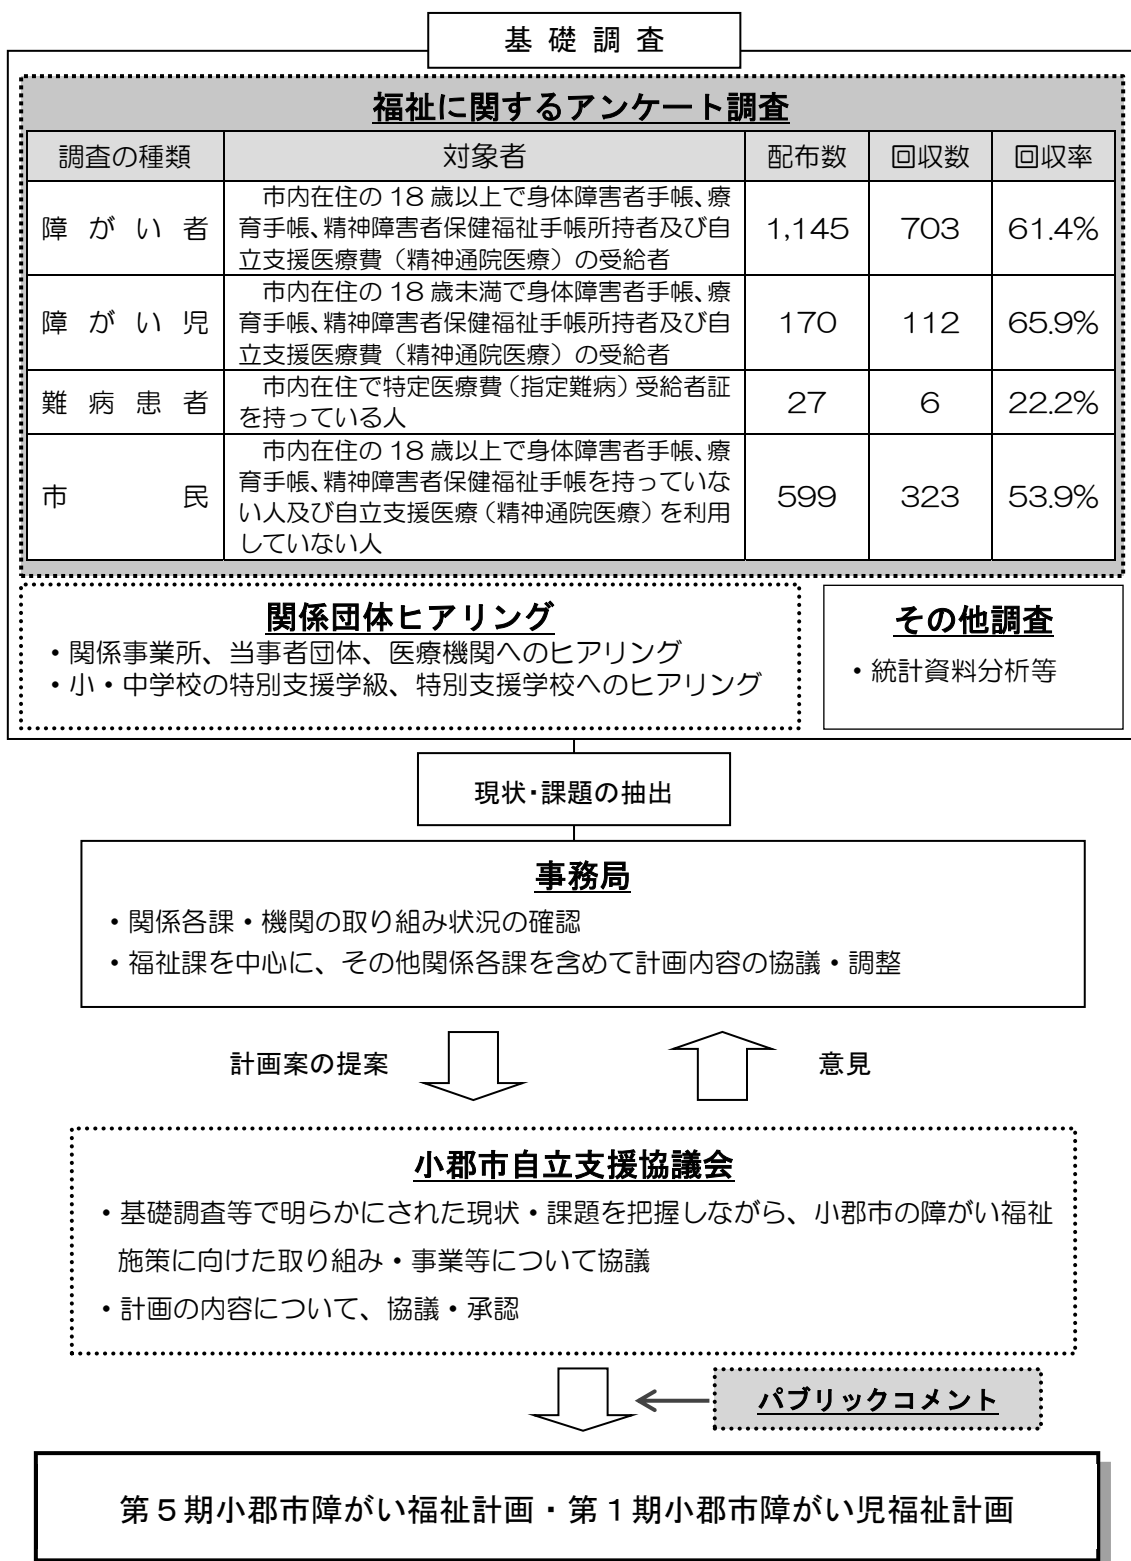 基 礎 調 査
福祉に関するアンケート調査
調査の種類 対象者 配布数 回収数 回収率
障がい者 市内在住の 18 歳以上で身体障害者手帳、療
育手帳、精神障害者保健福祉手帳所持者及び自
立支援医療費（精神通院医療）の受給者 1,145 703 61.4%
障がい児 市内在住の 18 歳未満で身体障害者手帳、療
育手帳、精神障害者保健福祉手帳所持者及び自
立支援医療費（精神通院医療）の受給者 170 112 65.9%
難病患者 市内在住で特定医療費（指定難病）受給者証
を持っている人 27 6 22.2%
市民 市内在住の 18 歳以上で身体障害者手帳、療
育手帳、精神障害者保健福祉手帳を持っていな
い人及び自立支援医療（精神通院医療）を利用
していない人 599 323 53.9%
関係団体ヒアリング
・関係事業所、当事者団体、医療機関へのヒアリング
・小・中学校の特別支援学級、特別支援学校へのヒアリング
その他調査
・統計資料分析等
現状・課題の抽出
事務局
・関係各課・機関の取り組み状況の確認
・福祉課を中心に、その他関係各課を含めて計画内容の協議・調整
計画案の提案 意見
小郡市自立支援協議会
・基礎調査等で明らかにされた現状・課題を把握しながら、小郡市の障がい福祉
施策に向けた取り組み・事業等について協議
・計画の内容について、協議・承認
パブリックコメント
第５期小郡市障がい福祉計画・第１期小郡市障がい児福祉計画